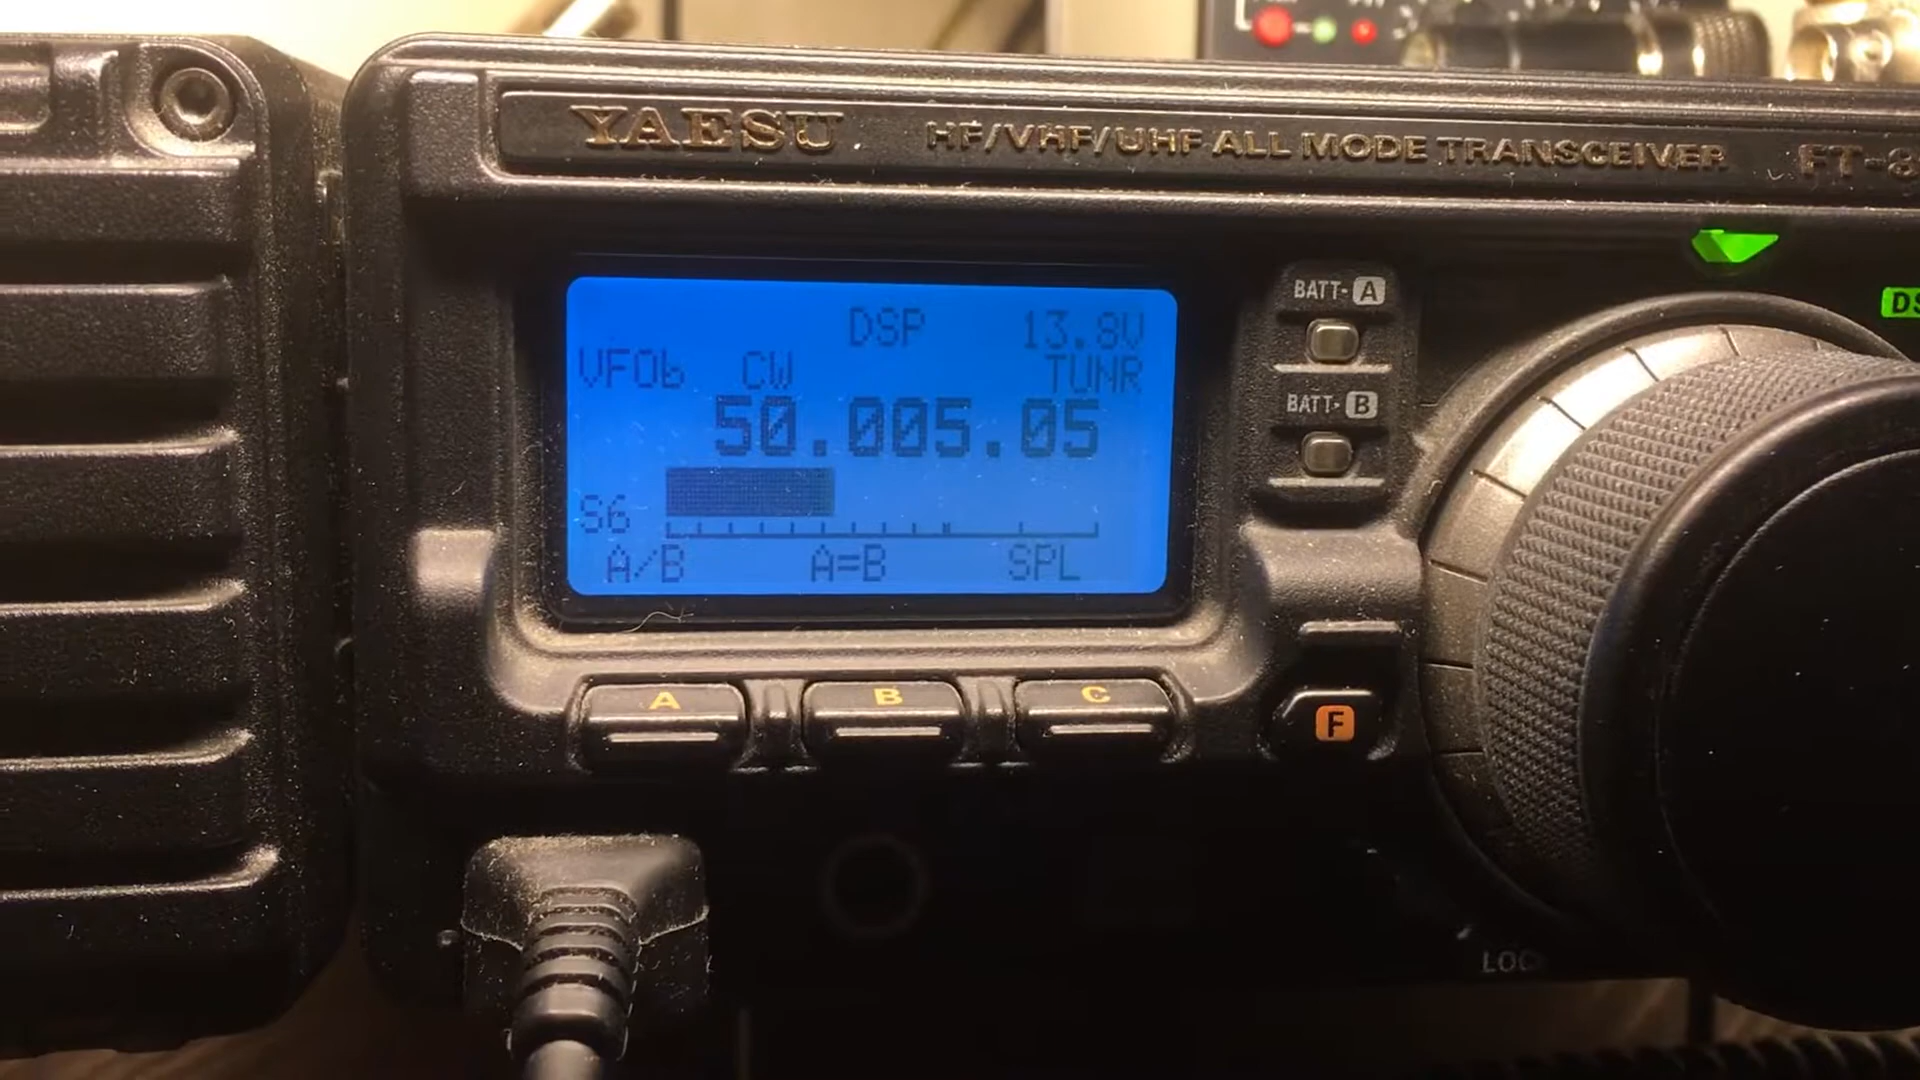 YAESU HF/VHF/UHF ALL MODE TRANSCEIVER
DSP 13.8V
VFOb CW TUNR
50.005.05
S6
A/B A=B SPL
BATT-A
BATT-B
A B C
F